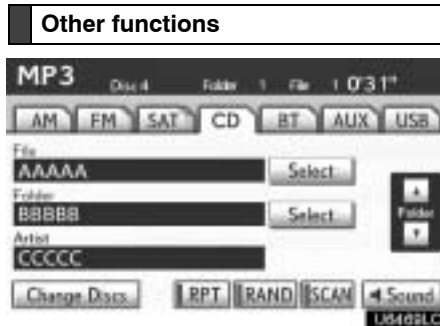 Other functions
MP3 Disc 4 Folder 1 File 1 0'31"
AM FM SAT CD BT AUX USB
File
AAAAA Select
Folder
BBBBB Select
Folder
Artist
CCCCC
Change Discs RPT RAND SCAN Sound